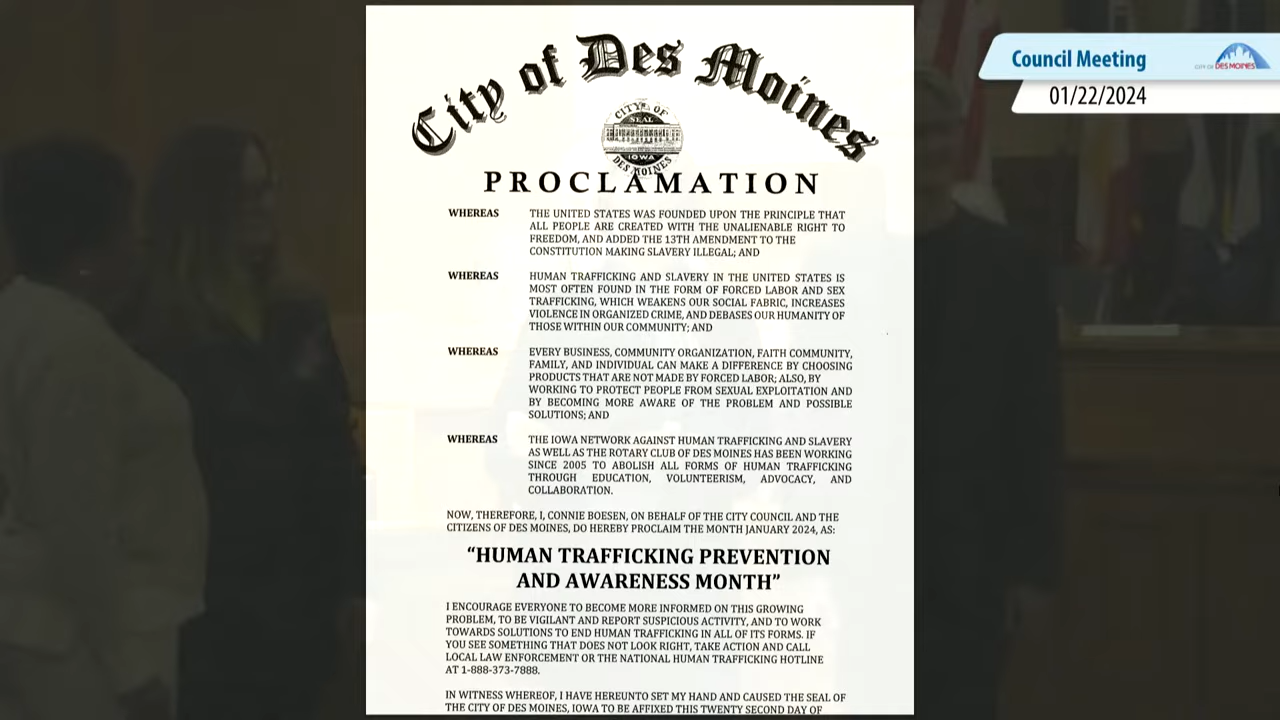 City of Des Moines
CITY OF
SEAL
IOWA
DES MOINES
PROCLAMATION
Council Meeting
CITY OF DES MOINES
01/22/2024
WHEREAS THE UNITED STATES WAS FOUNDED UPON THE PRINCIPLE THAT
ALL PEOPLE ARE CREATED WITH THE UNALIENABLE RIGHT TO
FREEDOM, AND ADDED THE 13TH AMENDMENT TO THE
CONSTITUTION MAKING SLAVERY ILLEGAL; AND
WHEREAS HUMAN TRAFFICKING AND SLAVERY IN THE UNITED STATES IS
MOST OFTEN FOUND IN THE FORM OF FORCED LABOR AND SEX
TRAFFICKING, WHICH WEAKENS OUR SOCIAL FABRIC, INCREASES
VIOLENCE IN ORGANIZED CRIME, AND DEBASES OUR HUMANITY OF
THOSE WITHIN OUR COMMUNITY; AND
WHEREAS EVERY BUSINESS, COMMUNITY ORGANIZATION, FAITH COMMUNITY,
FAMILY, AND INDIVIDUAL CAN MAKE A DIFFERENCE BY CHOOSING
PRODUCTS THAT ARE NOT MADE BY FORCED LABOR; ALSO, BY
WORKING TO PROTECT PEOPLE FROM SEXUAL EXPLOITATION AND
BY BECOMING MORE AWARE OF THE PROBLEM AND POSSIBLE
SOLUTIONS; AND
WHEREAS THE IOWA NETWORK AGAINST HUMAN TRAFFICKING AND SLAVERY
AS WELL AS THE ROTARY CLUB OF DES MOINES HAS BEEN WORKING
SINCE 2005 TO ABOLISH ALL FORMS OF HUMAN TRAFFICKING
THROUGH EDUCATION, VOLUNTEERISM, ADVOCACY, AND
COLLABORATION.
NOW, THEREFORE, I, CONNIE BOESEN, ON BEHALF OF THE CITY COUNCIL AND THE
CITIZENS OF DES MOINES, DO HEREBY PROCLAIM THE MONTH JANUARY 2024, AS:
“HUMAN TRAFFICKING PREVENTION
AND AWARENESS MONTH”
I ENCOURAGE EVERYONE TO BECOME MORE INFORMED ON THIS GROWING
PROBLEM, TO BE VIGILANT AND REPORT SUSPICIOUS ACTIVITY, AND TO WORK
TOWARDS SOLUTIONS TO END HUMAN TRAFFICKING IN ALL OF ITS FORMS. IF
YOU SEE SOMETHING THAT DOES NOT LOOK RIGHT, TAKE ACTION AND CALL
LOCAL LAW ENFORCEMENT OR THE NATIONAL HUMAN TRAFFICKING HOTLINE
AT 1-888-373-7888.
IN WITNESS WHEREOF, I HAVE HEREUNTO SET MY HAND AND CAUSED THE SEAL OF
THE CITY OF DES MOINES, IOWA TO BE AFFIXED THIS TWENTY SECOND DAY OF